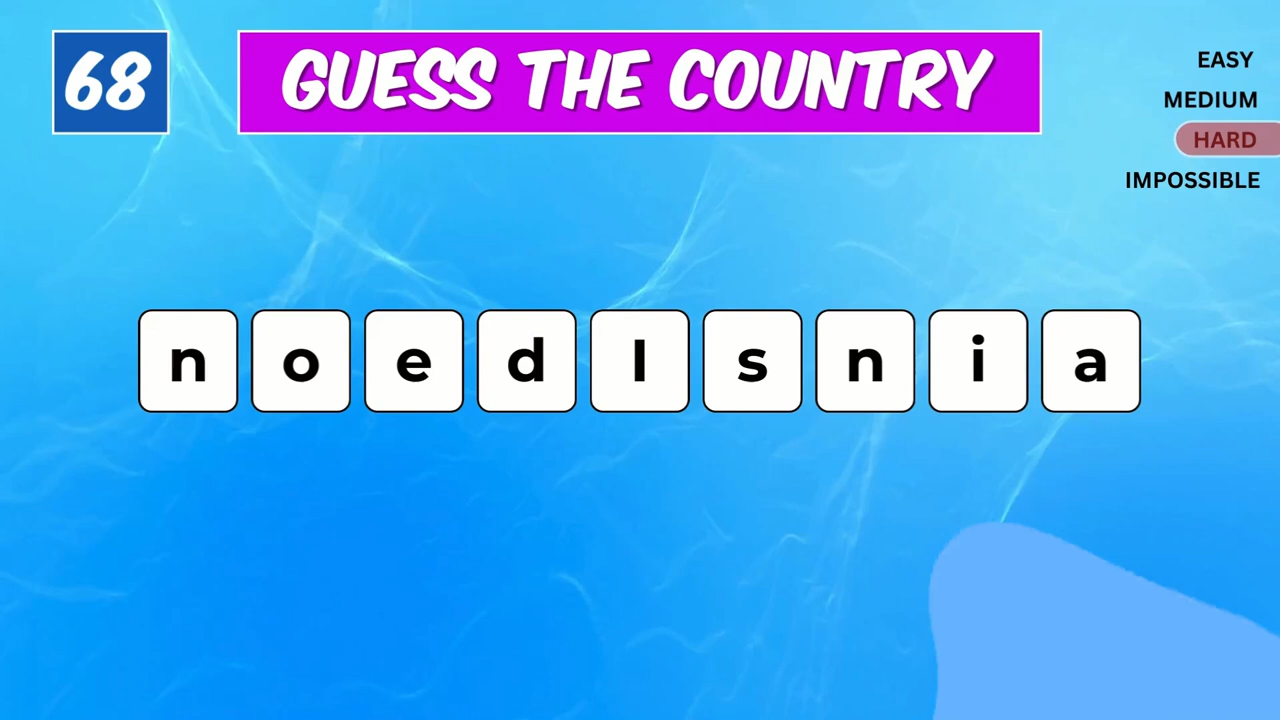 68
GUESS THE COUNTRY
EASY
MEDIUM
HARD
IMPOSSIBLE
n o e d I s n i a